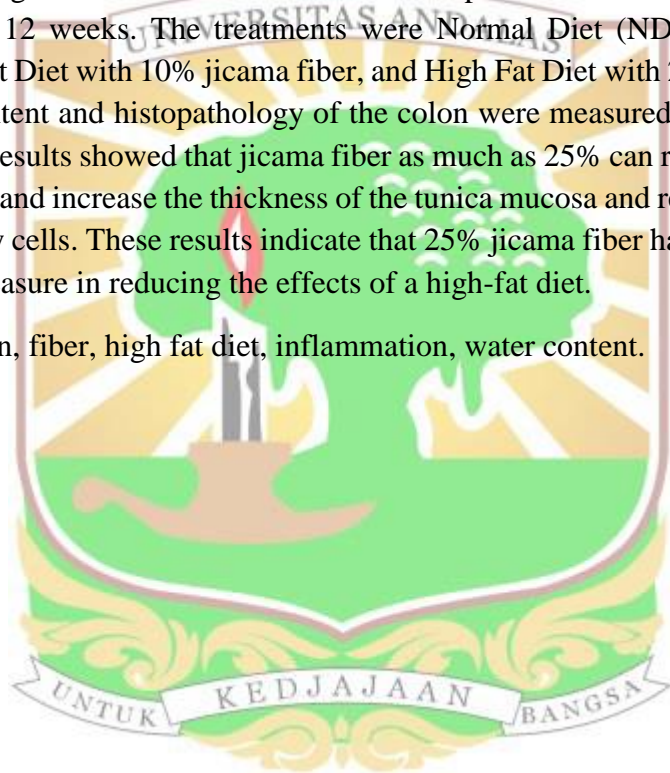 12 weeks. The treatments were Normal Diet (ND
UNIVERSITAS ANDALAS
t Diet with 10% jicama fiber, and High Fat Diet with
tent and histopathology of the colon were measured
esults showed that jicama fiber as much as 25% can r
and increase the thickness of the tunica mucosa and r
y cells. These results indicate that 25% jicama fiber ha
asure in reducing the effects of a high-fat diet.
n, fiber, high fat diet, inflammation, water content.
UNTUK KEDJAJAAN BANGSA